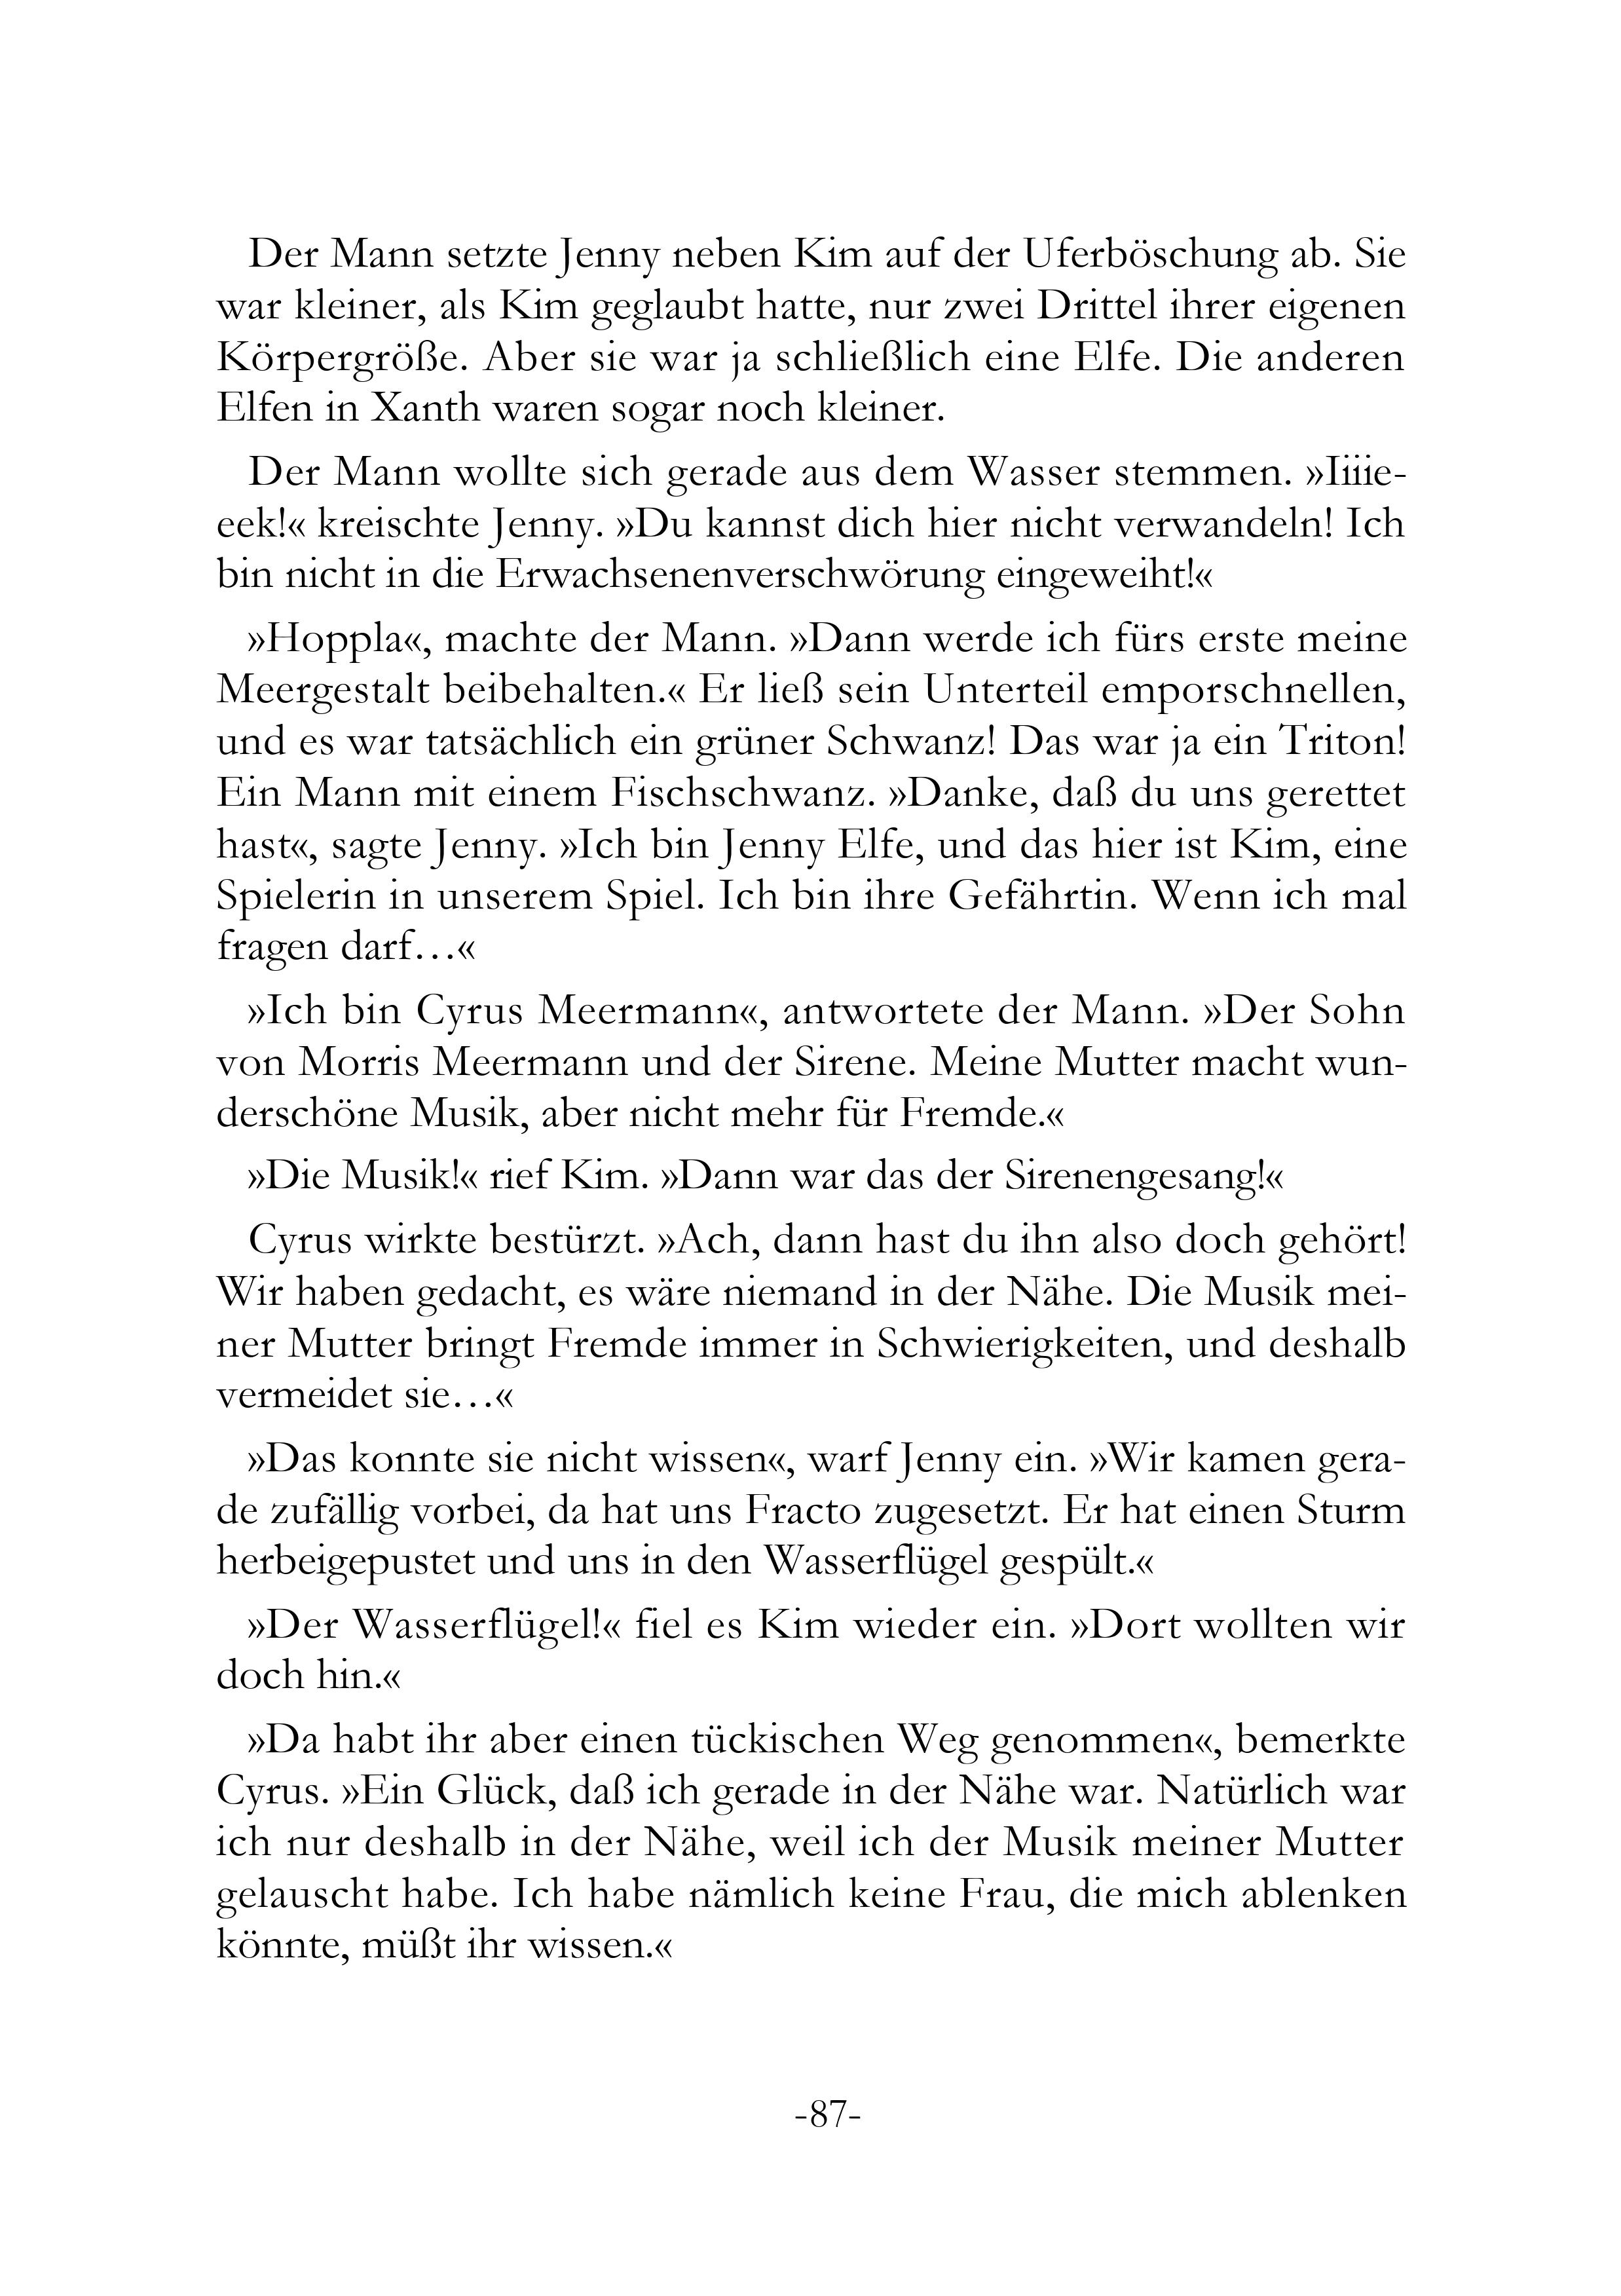 Der Mann setzte Jenny neben Kim auf der Uferböschung ab. Sie
war kleiner, als Kim geglaubt hatte, nur zwei Drittel ihrer eigenen
Körpergröße. Aber sie war ja schließlich eine Elfe. Die anderen
Elfen in Xanth waren sogar noch kleiner.
Der Mann wollte sich gerade aus dem Wasser stemmen. »Iiiie-
eek!« kreischte Jenny. »Du kannst dich hier nicht verwandeln! Ich
bin nicht in die Erwachsenenverschwörung eingeweiht!«
»Hoppla«, machte der Mann. »Dann werde ich fürs erste meine
Meergestalt beibehalten.« Er ließ sein Unterteil emporschnellen,
und es war tatsächlich ein grüner Schwanz! Das war ja ein Triton!
Ein Mann mit einem Fischschwanz. »Danke, daß du uns gerettet
hast«, sagte Jenny. »Ich bin Jenny Elfe, und das hier ist Kim, eine
Spielerin in unserem Spiel. Ich bin ihre Gefährtin. Wenn ich mal
fragen darf…«
»Ich bin Cyrus Meermann«, antwortete der Mann. »Der Sohn
von Morris Meermann und der Sirene. Meine Mutter macht wun-
derschöne Musik, aber nicht mehr für Fremde.«
»Die Musik!« rief Kim. »Dann war das der Sirenengesang!«
Cyrus wirkte bestürzt. »Ach, dann hast du ihn also doch gehört!
Wir haben gedacht, es wäre niemand in der Nähe. Die Musik mei-
ner Mutter bringt Fremde immer in Schwierigkeiten, und deshalb
vermeidet sie…«
»Das konnte sie nicht wissen«, warf Jenny ein. »Wir kamen gera-
de zufällig vorbei, da hat uns Fracto zugesetzt. Er hat einen Sturm
herbeigepustet und uns in den Wasserflügel gespült.«
»Der Wasserflügel!« fiel es Kim wieder ein. »Dort wollten wir
doch hin.«
»Da habt ihr aber einen tückischen Weg genommen«, bemerkte
Cyrus. »Ein Glück, daß ich gerade in der Nähe war. Natürlich war
ich nur deshalb in der Nähe, weil ich der Musik meiner Mutter
gelauscht habe. Ich habe nämlich keine Frau, die mich ablenken
könnte, müßt ihr wissen.«
-87-